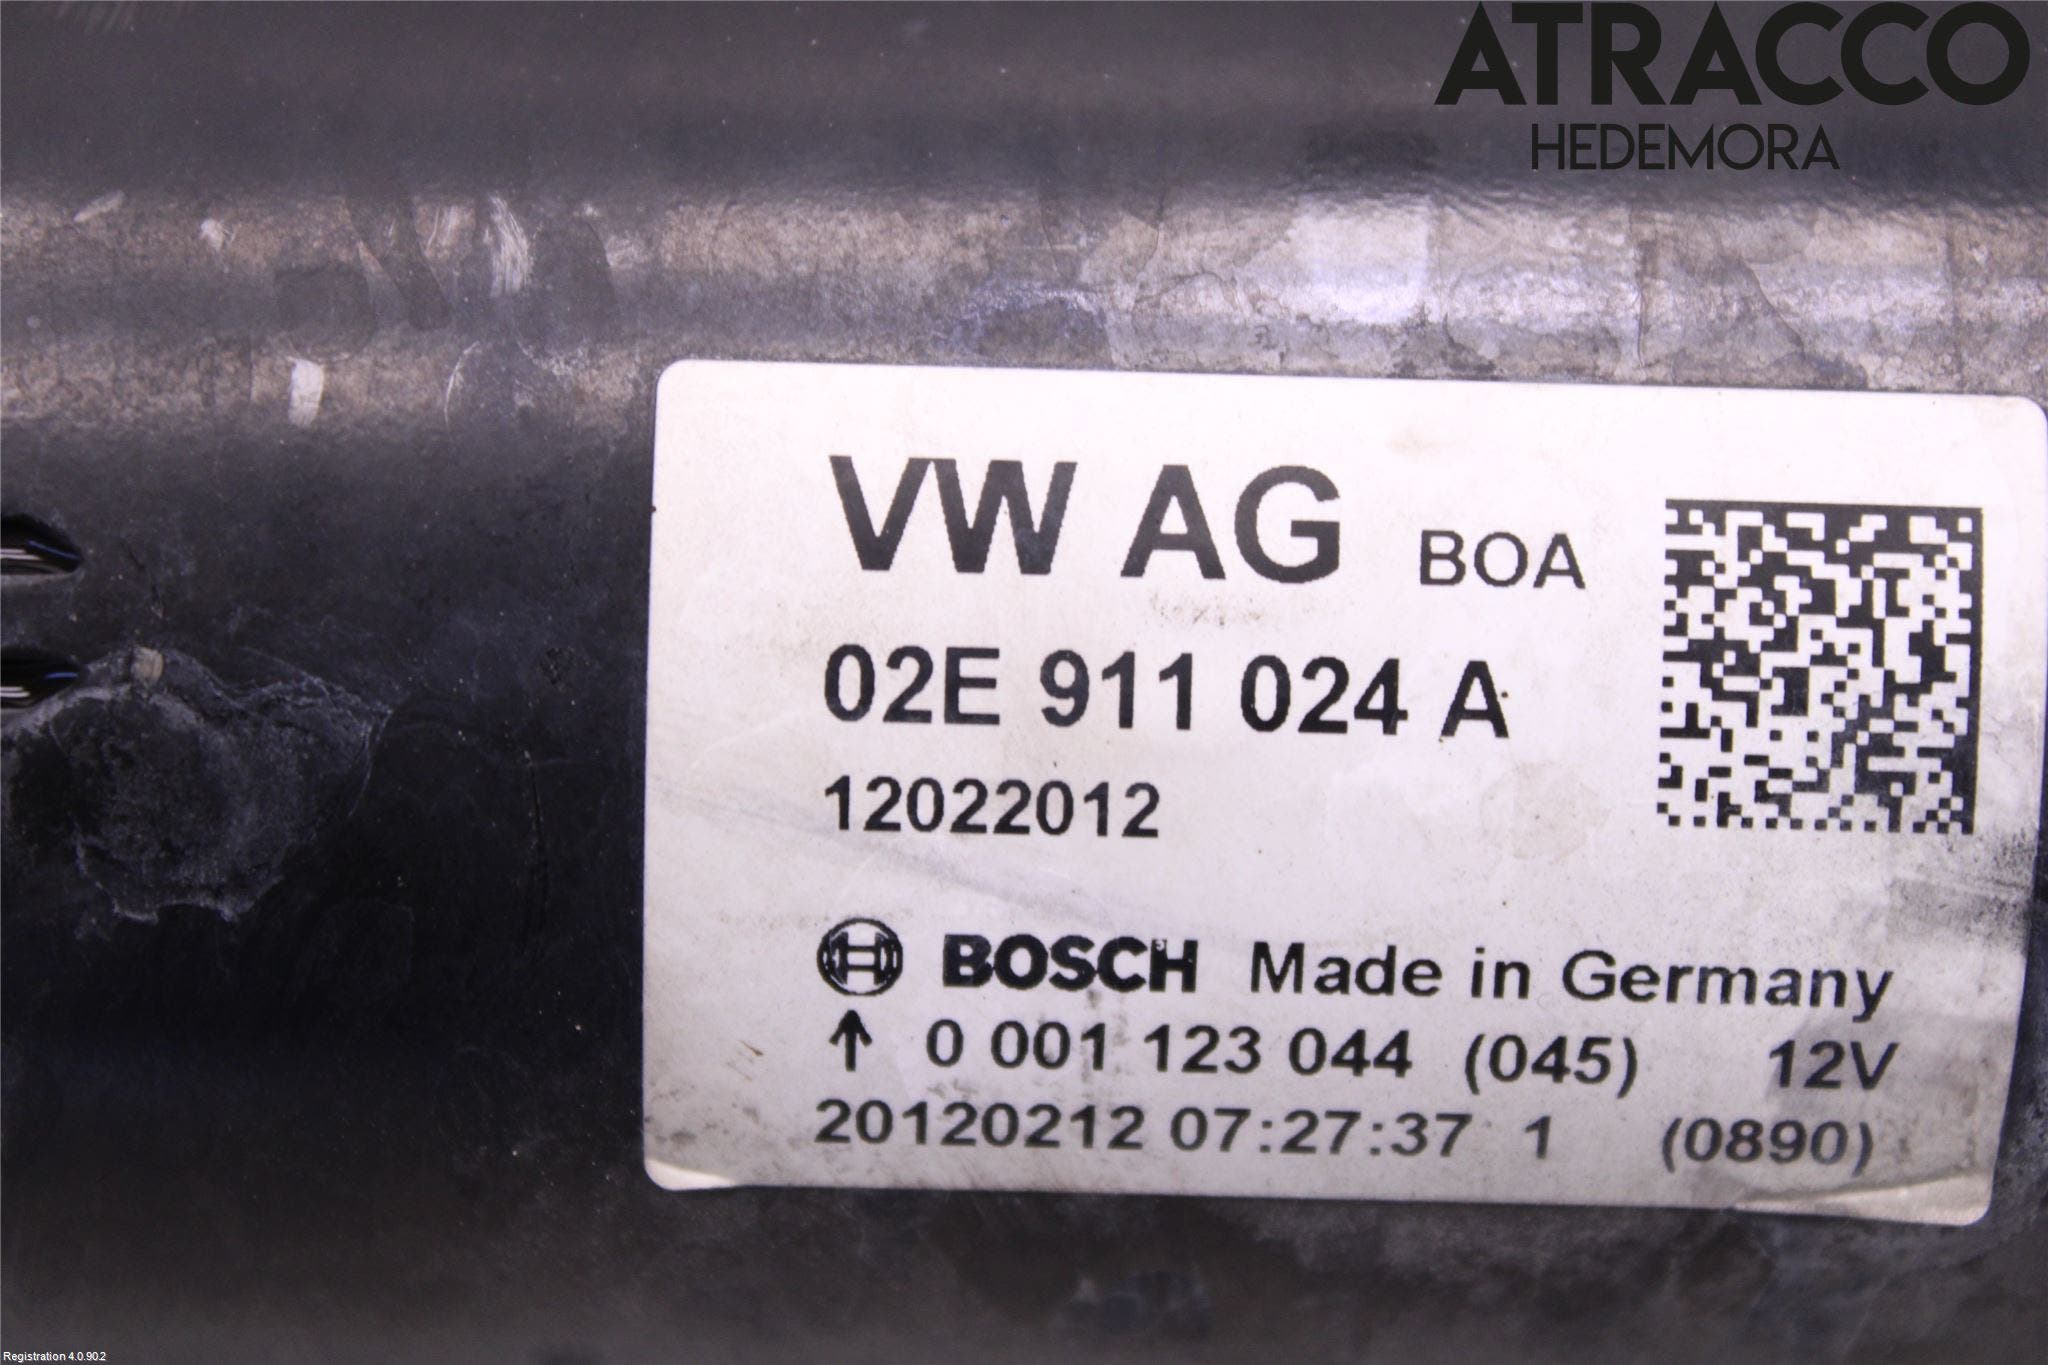 ATRACCO
HEDEMORA
VW AG BOA
02E 911 024 A
12022012
BOSCH Made in Germany
↑ 0 001 123 044 (045) 12V
20120212 07:27:37 1 (0890)
Registration 4.0.90.2